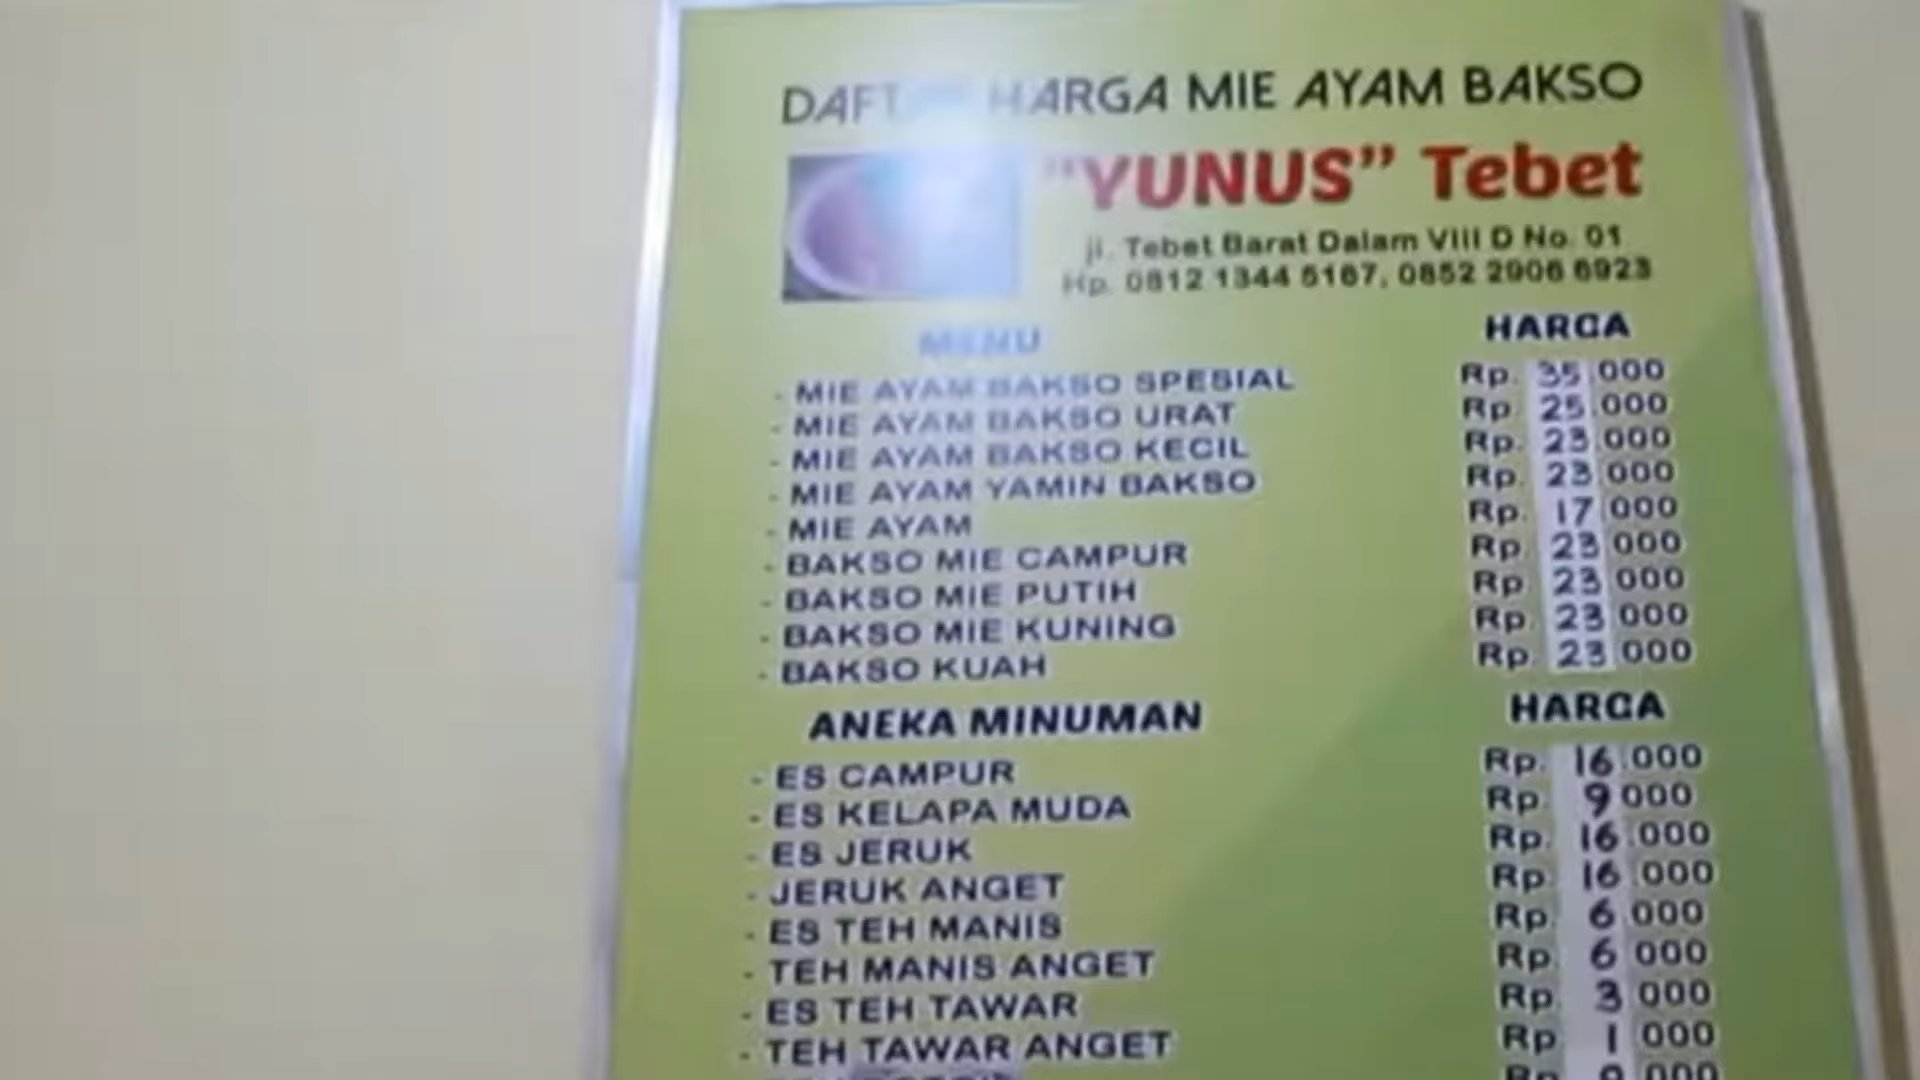 DAFTAR HARGA MIE AYAM BAKSO
"YUNUS" Tebet
jl. Tebet Barat Dalam VIII D No. 01
Hp. 0812 1344 5167, 0852 2906 6923
MENU HARGA
- MIE AYAM BAKSO SPESIAL Rp. 35.000
- MIE AYAM BAKSO URAT Rp. 25.000
- MIE AYAM BAKSO KECIL Rp. 23.000
- MIE AYAM YAMIN BAKSO Rp. 23.000
- MIE AYAM Rp. 17.000
- BAKSO MIE CAMPUR Rp. 23 000
- BAKSO MIE PUTIH Rp 23 000
- BAKSO MIE KUNING Rp. 23 000
- BAKSO KUAH Rp. 23 000
ANEKA MINUMAN HARGA
- ES CAMPUR Rp. 16.000
- ES KELAPA MUDA Rp. 9000
- ES JERUK Rp. 16.000
- JERUK ANGET Rp. 16.000
- ES TEH MANIS Rp. 6 000
- TEH MANIS ANGET Rp. 6 000
- ES TEH TAWAR Rp. 3 000
- TEH TAWAR ANGET Rp 1 000